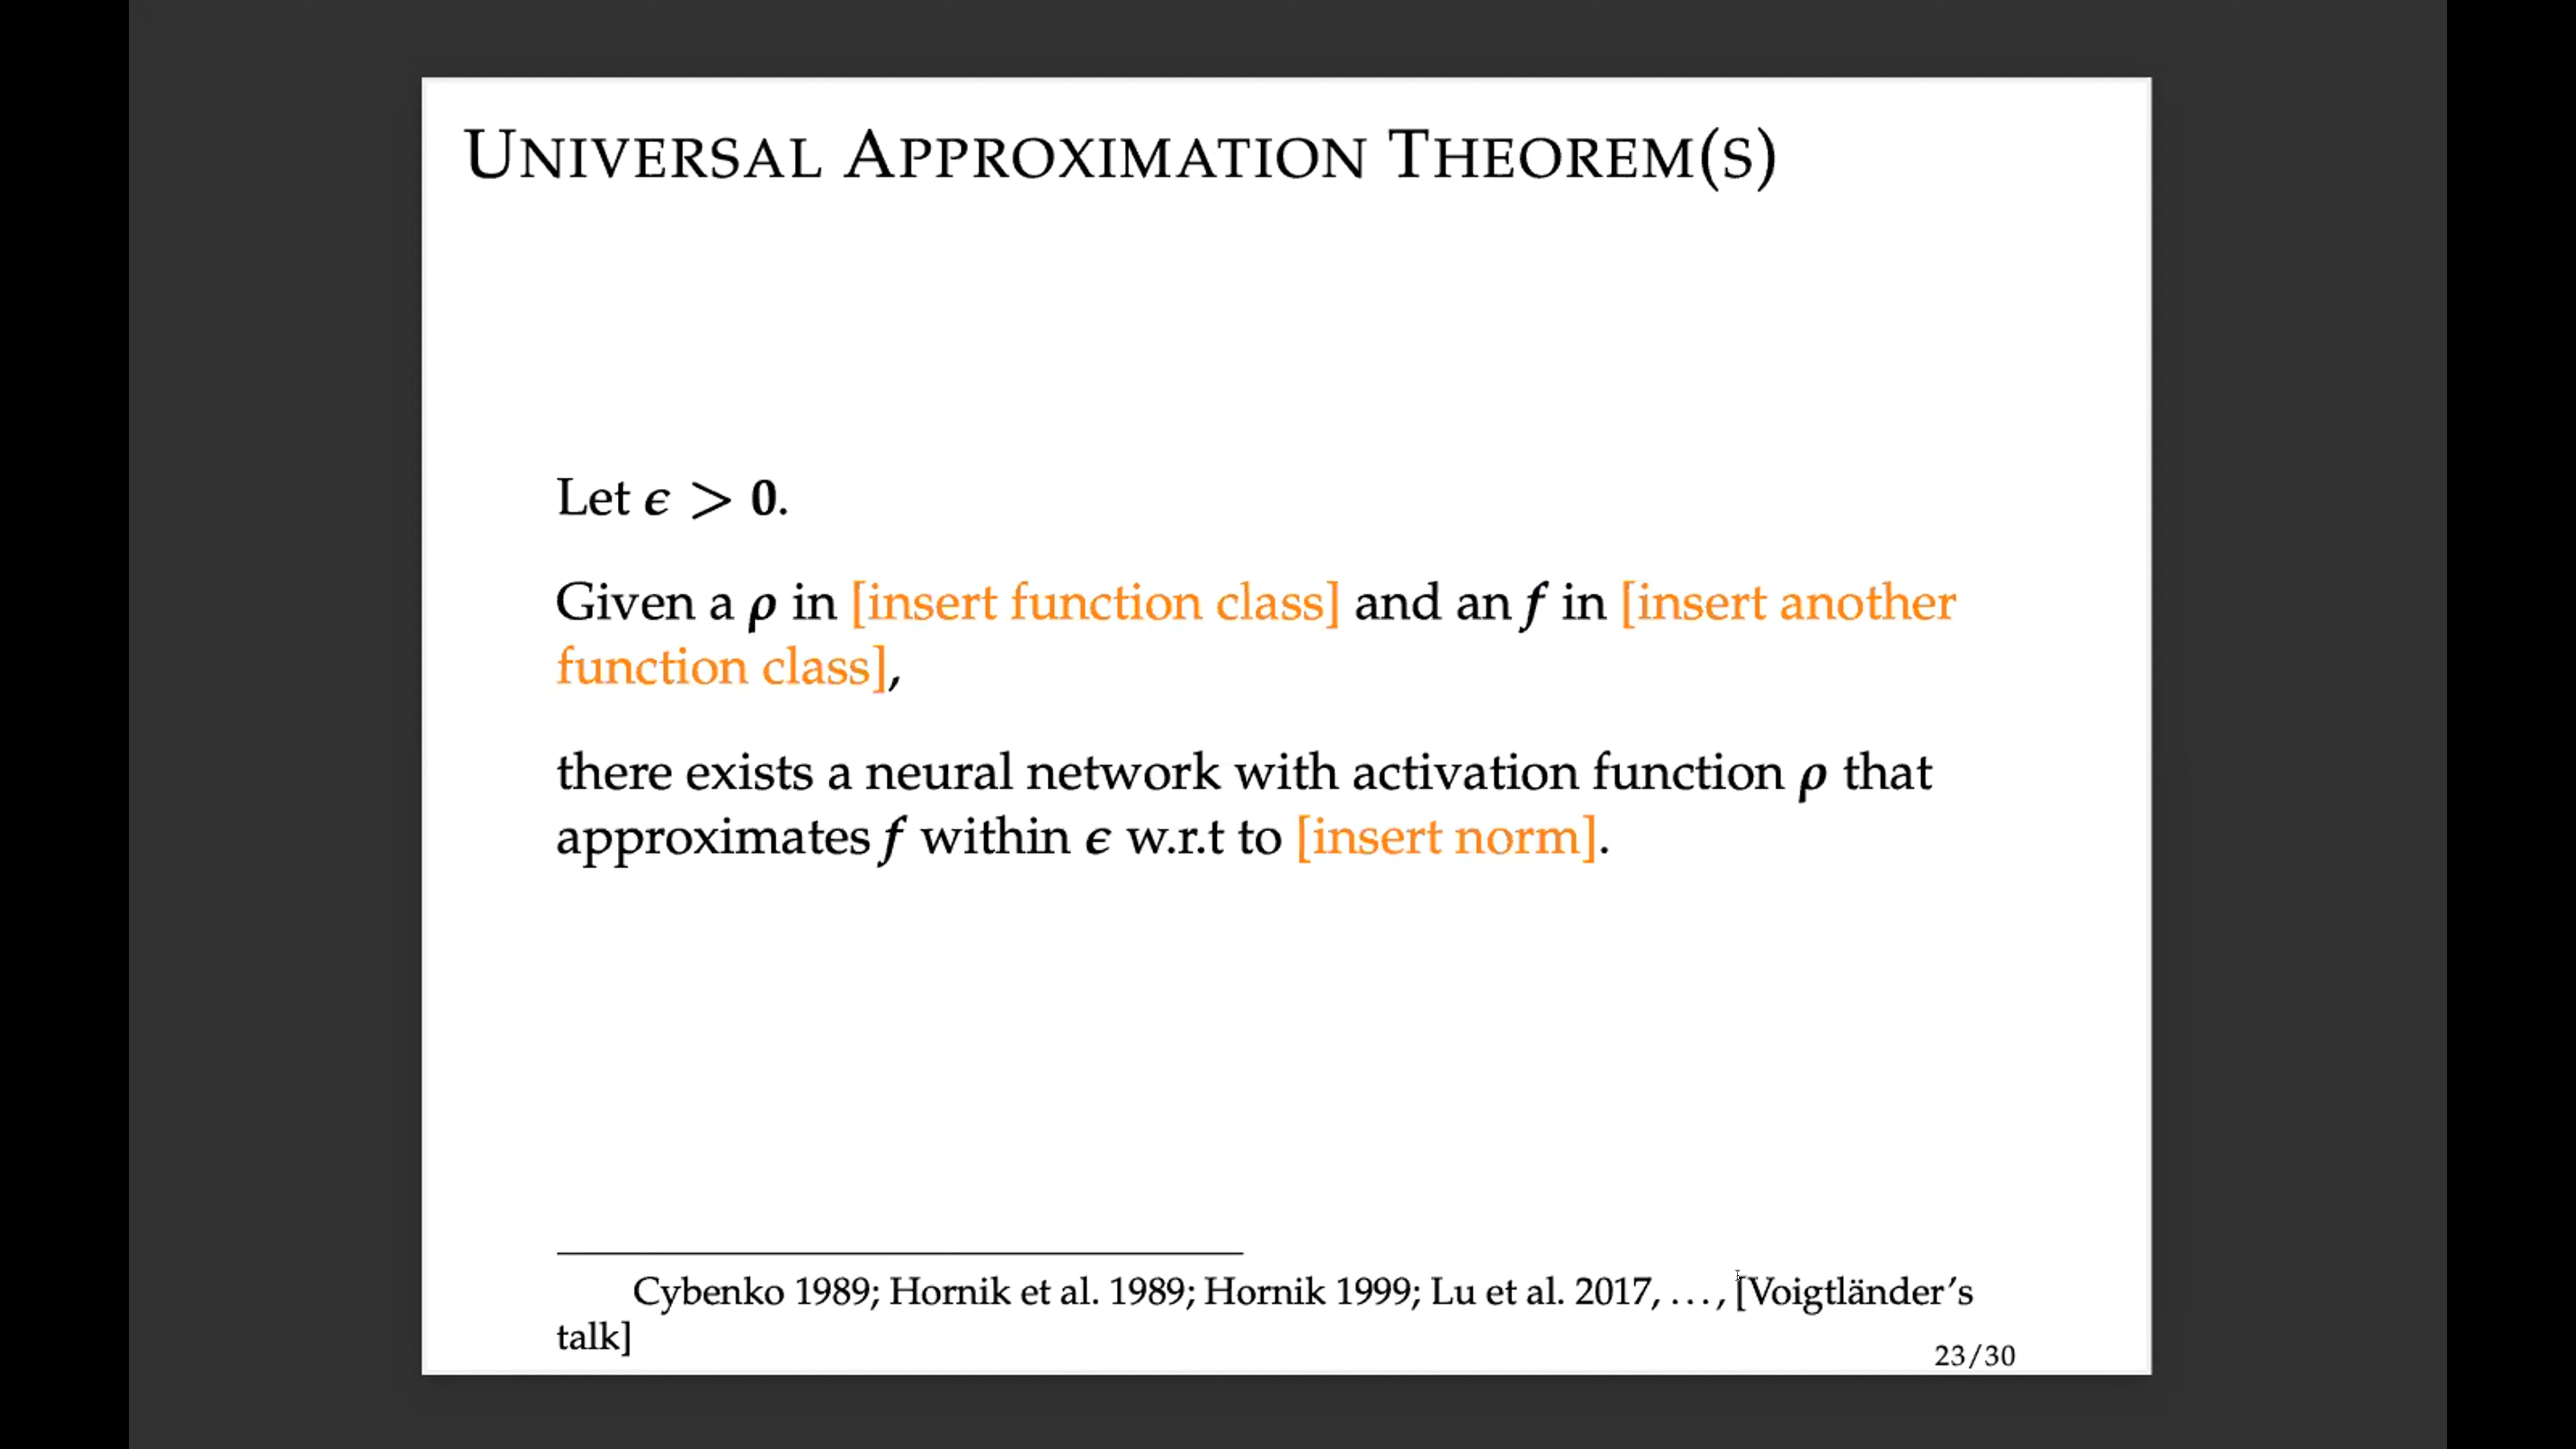 UNIVERSAL APPROXIMATION THEOREM(S)
Let ϵ > 0.
Given a ρ in [insert function class] and an f in [insert another
function class],
there exists a neural network with activation function ρ that
approximates f within ϵ w.r.t to [insert norm].
Cybenko 1989; Hornik et al. 1989; Hornik 1999; Lu et al. 2017, ..., [Voigtländer's
talk]
23/30